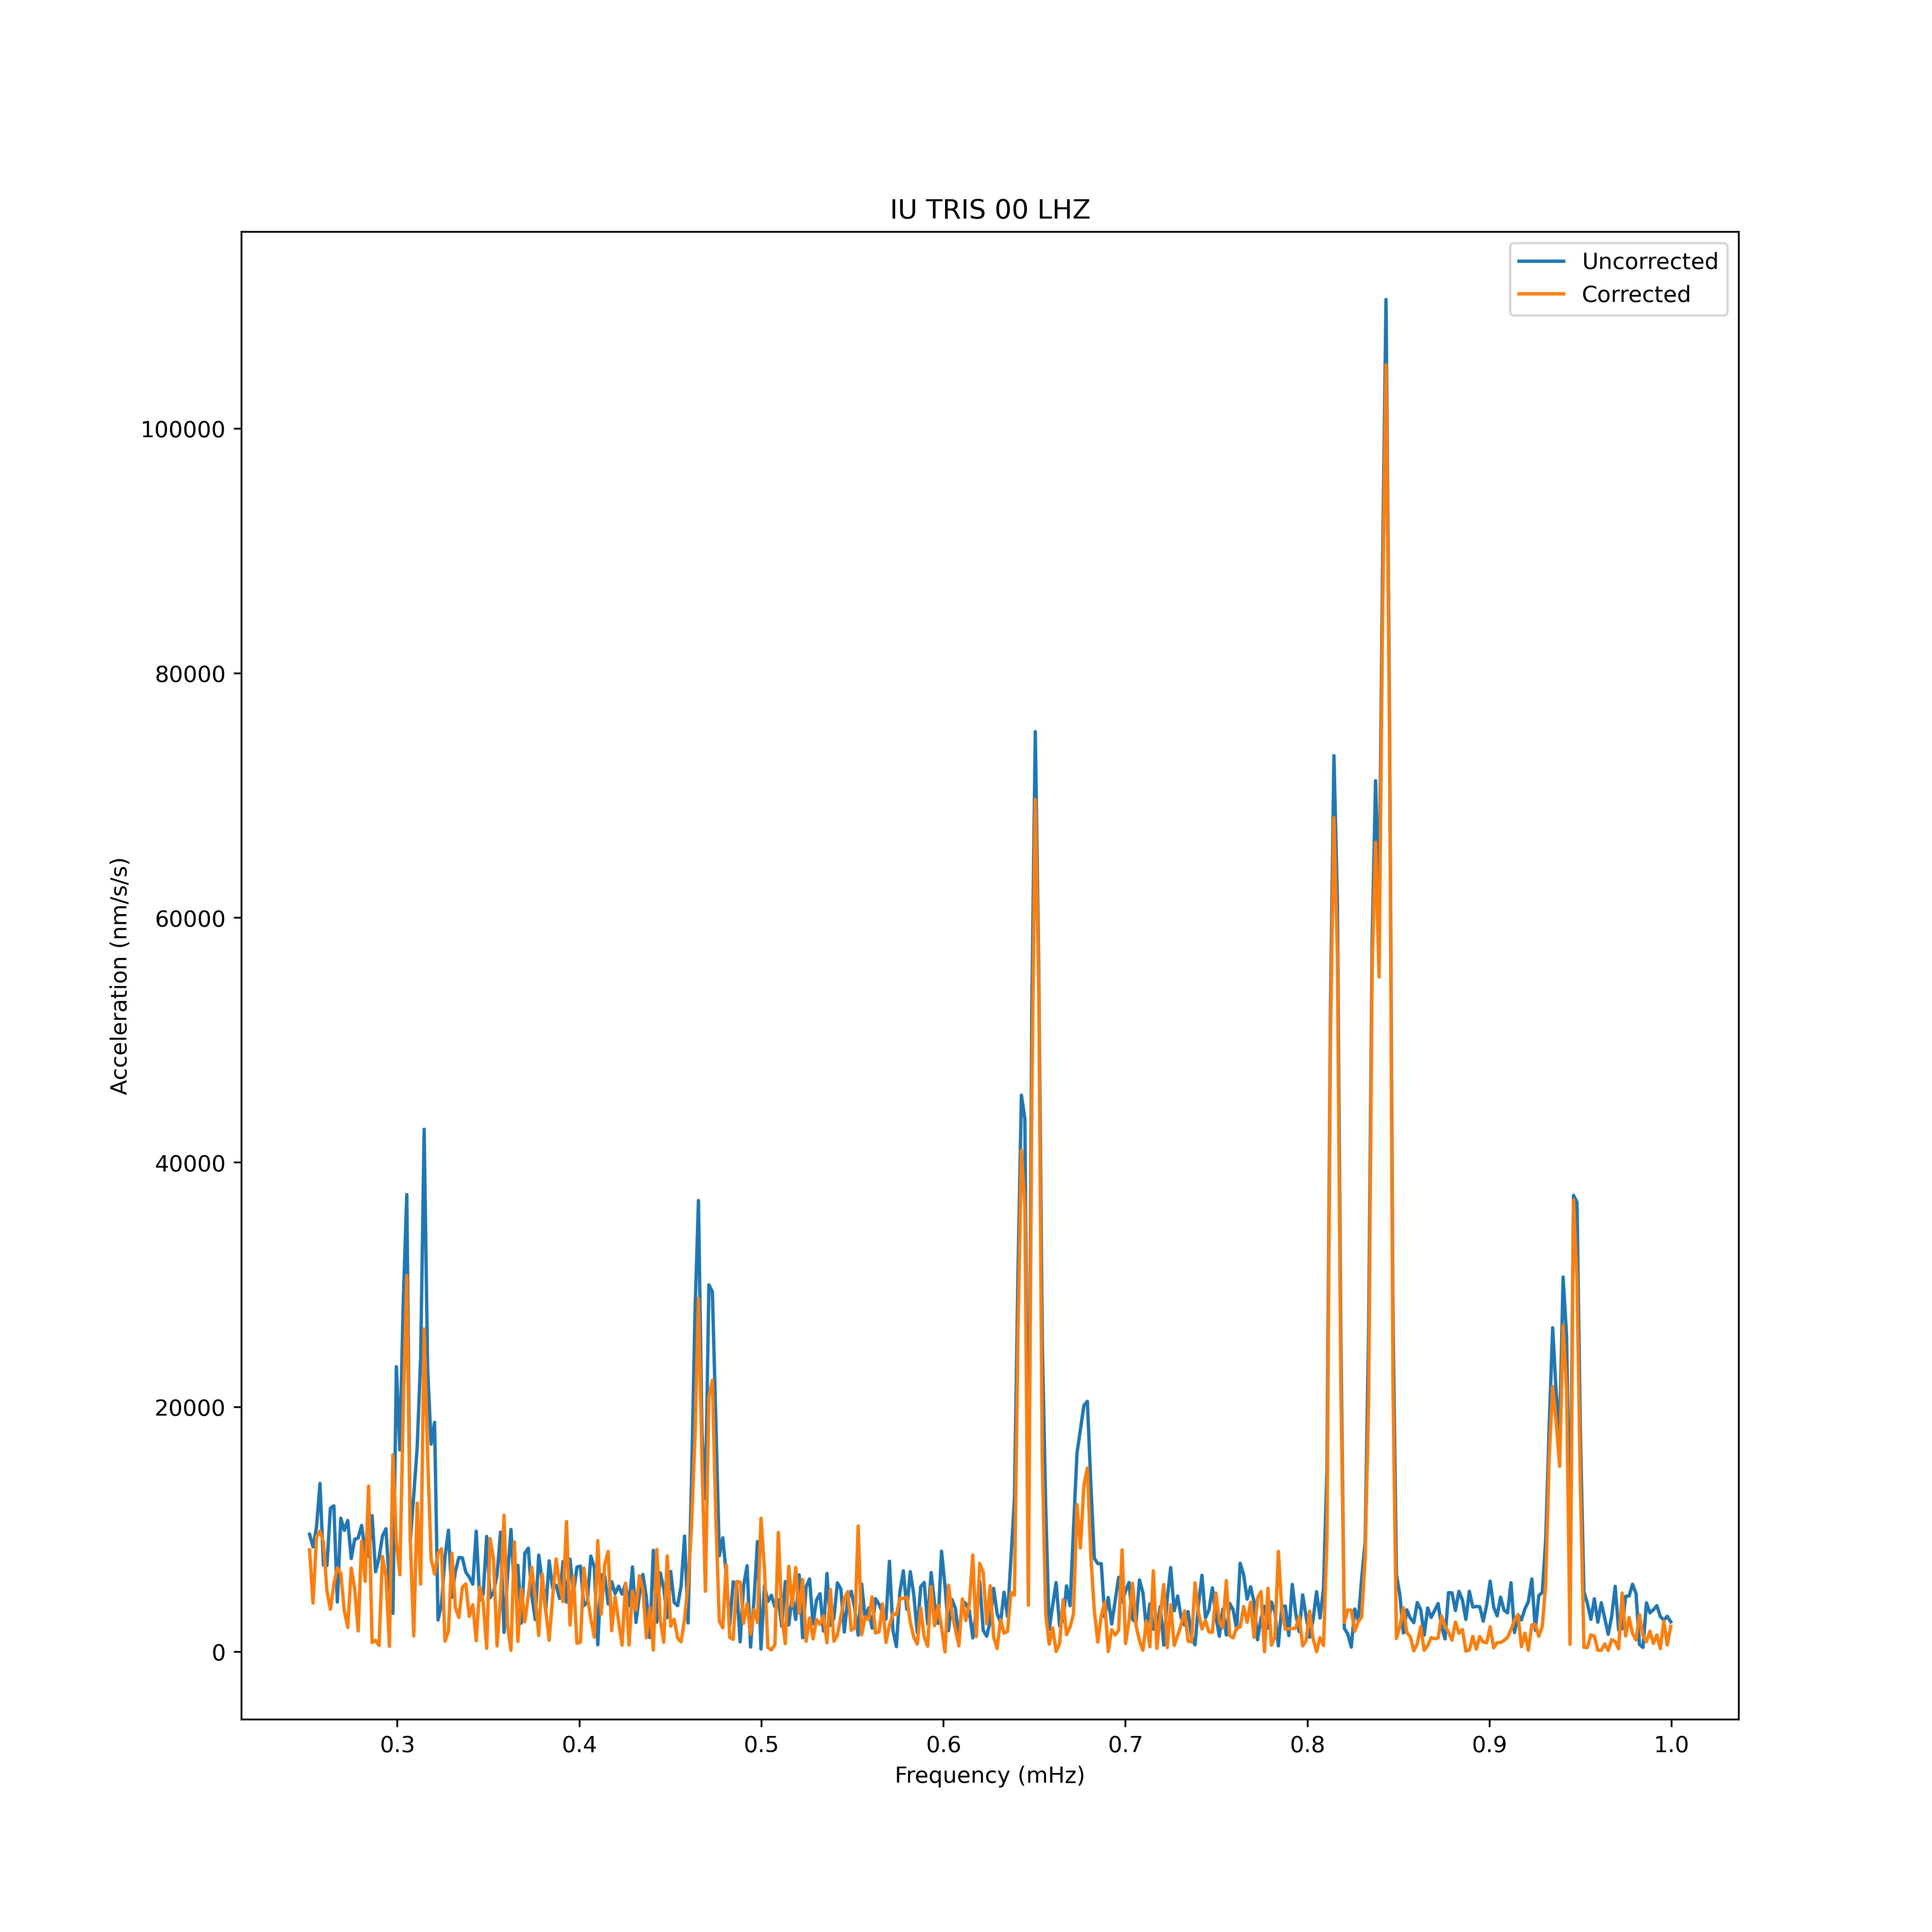 IU TRIS 00 LHZ
Uncorrected
Corrected
100000
80000
60000
40000
20000
0
Acceleration (nm/s/s)
0.3 0.4 0.5 0.6 0.7 0.8 0.9 1.0
Frequency (mHz)